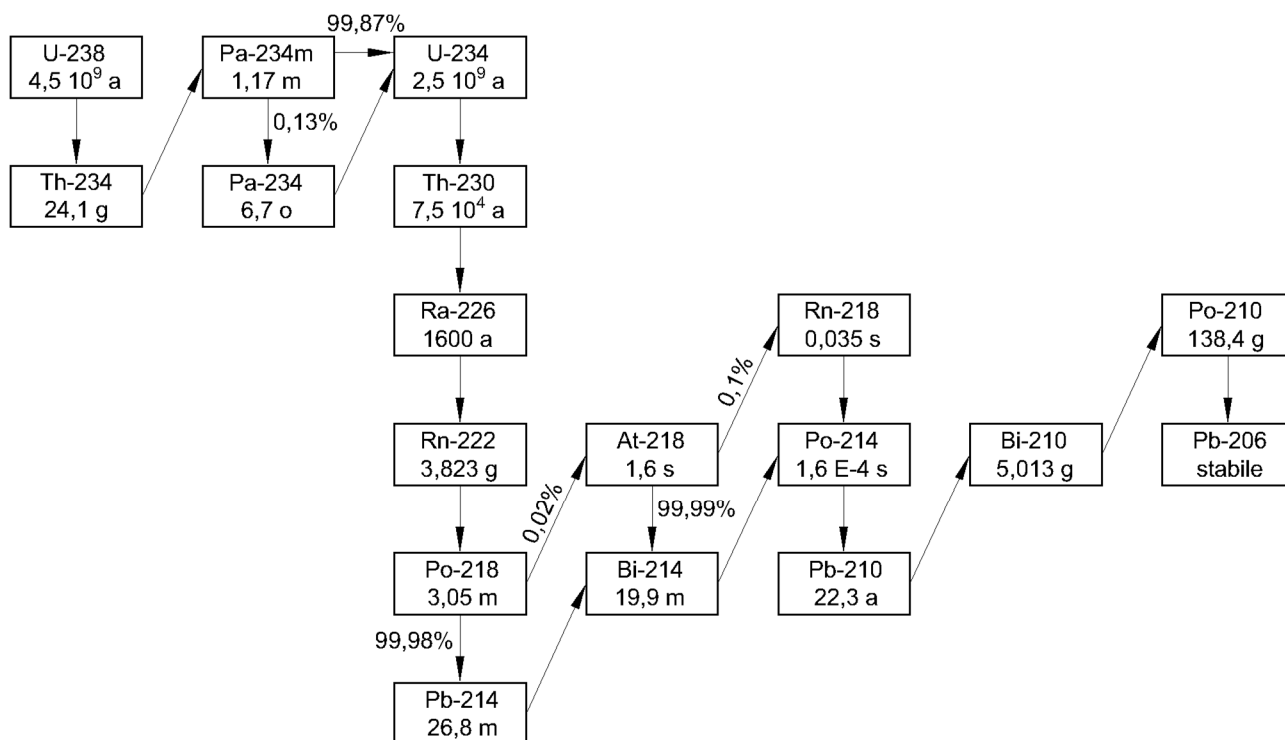 99,87%
U-238
4,5 10⁹ a
Pa-234m
1,17 m
U-234
2,5 10⁹ a
0,13%
Th-234
24,1 g
Pa-234
6,7 o
Th-230
7,5 10⁴ a
Ra-226
1600 a
Rn-218
0,035 s
Po-210
138,4 g
0,1%
Rn-222
3,823 g
At-218
1,6 s
Po-214
1,6 E-4 s
Bi-210
5,013 g
Pb-206
stabile
0,02%
99,99%
Po-218
3,05 m
Bi-214
19,9 m
Pb-210
22,3 a
99,98%
Pb-214
26,8 m